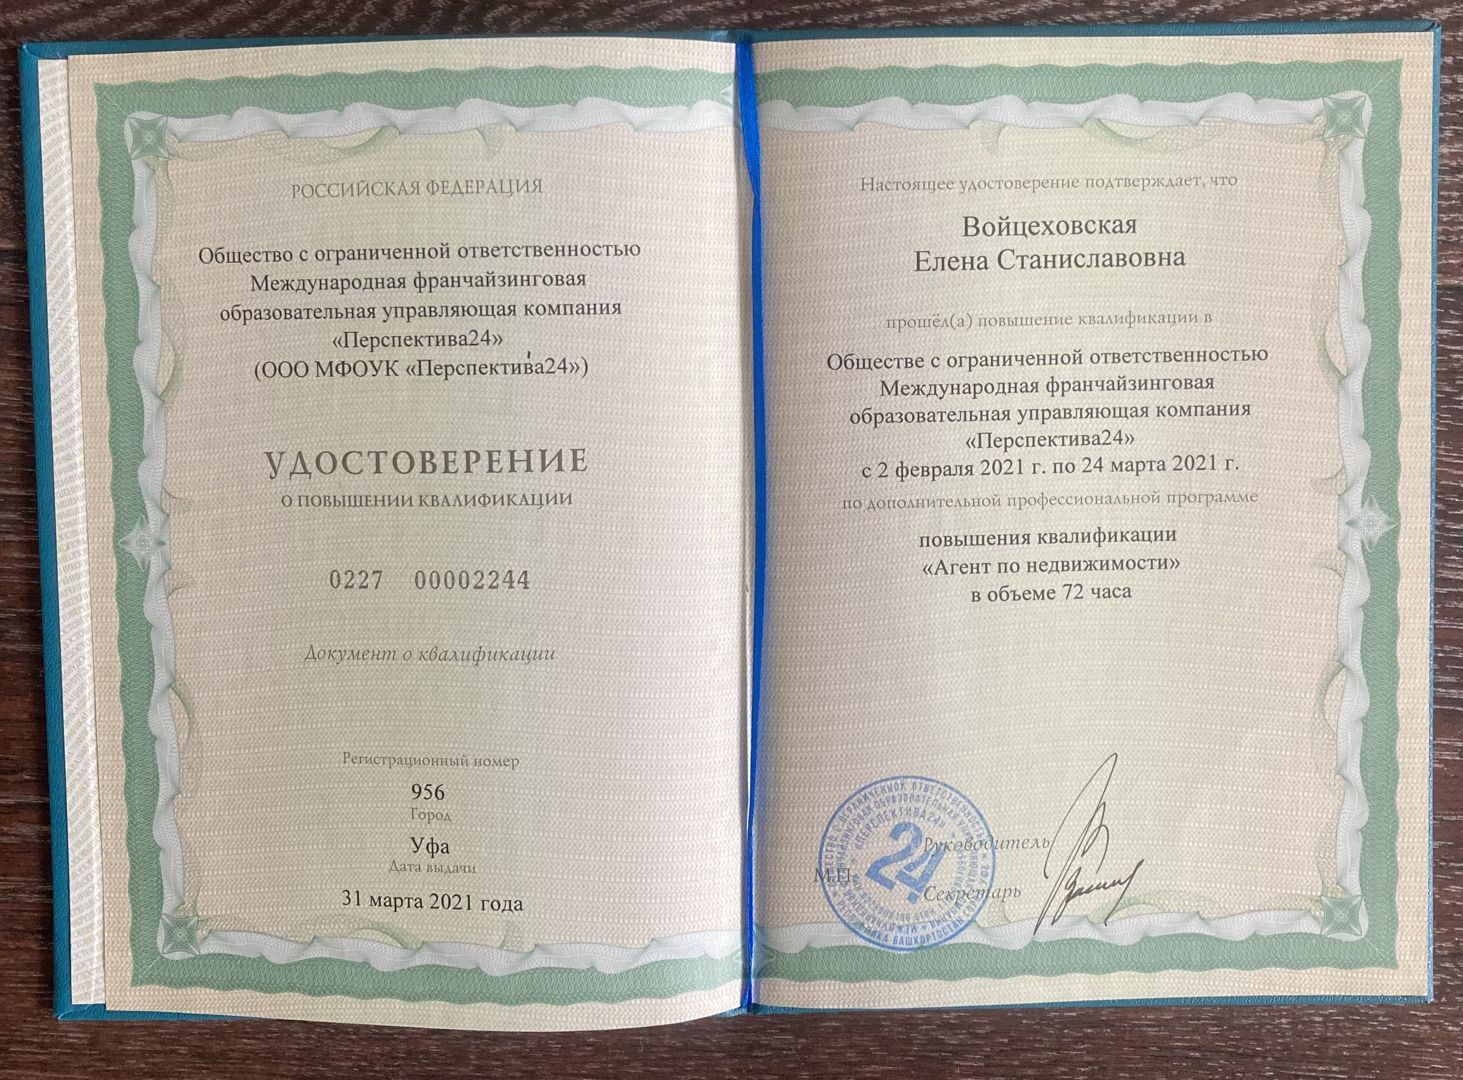 РОССИЙСКАЯ ФЕДЕРАЦИЯ
Общество с ограниченной ответственностью
Международная франчайзинговая
образовательная управляющая компания
«Перспектива24»
(ООО МФОУК «Перспектива24»)
УДОСТОВЕРЕНИЕ
О ПОВЫШЕНИИ КВАЛИФИКАЦИИ
0227 00002244
Документ о квалификации
Регистрационный номер
956
Город
Уфа
Дата выдачи
31 марта 2021 года
Настоящее удостоверение подтверждает, что
Войцеховская
Елена Станиславовна
прошёл(а) повышение квалификации в
Обществе с ограниченной ответственностью
Международная франчайзинговая
образовательная управляющая компания
«Перспектива24»
с 2 февраля 2021 г. по 24 марта 2021 г.
по дополнительной профессиональной программе
повышения квалификации
«Агент по недвижимости»
в объеме 72 часа
Руководитель
М.П.
Секретарь
24
«ПЕРСПЕКТИВА24»